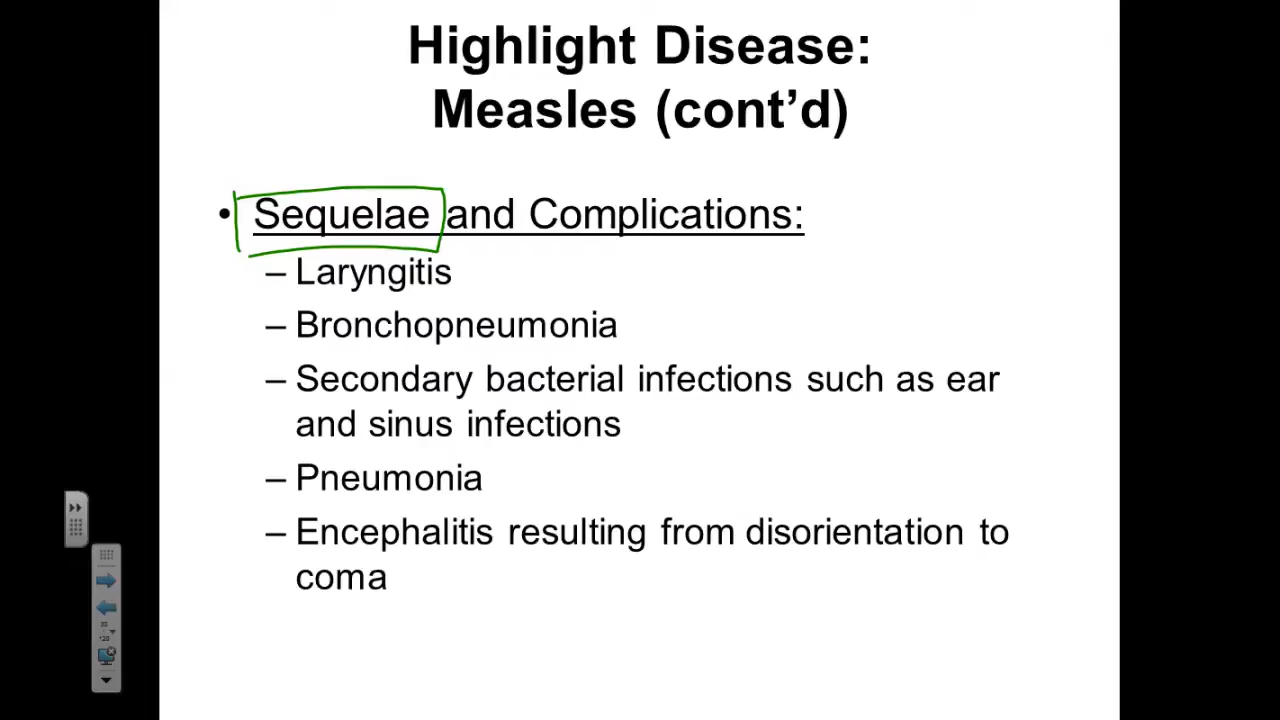 Highlight Disease:
Measles (cont’d)
• Sequelae and Complications:
– Laryngitis
– Bronchopneumonia
– Secondary bacterial infections such as ear
and sinus infections
– Pneumonia
– Encephalitis resulting from disorientation to
coma